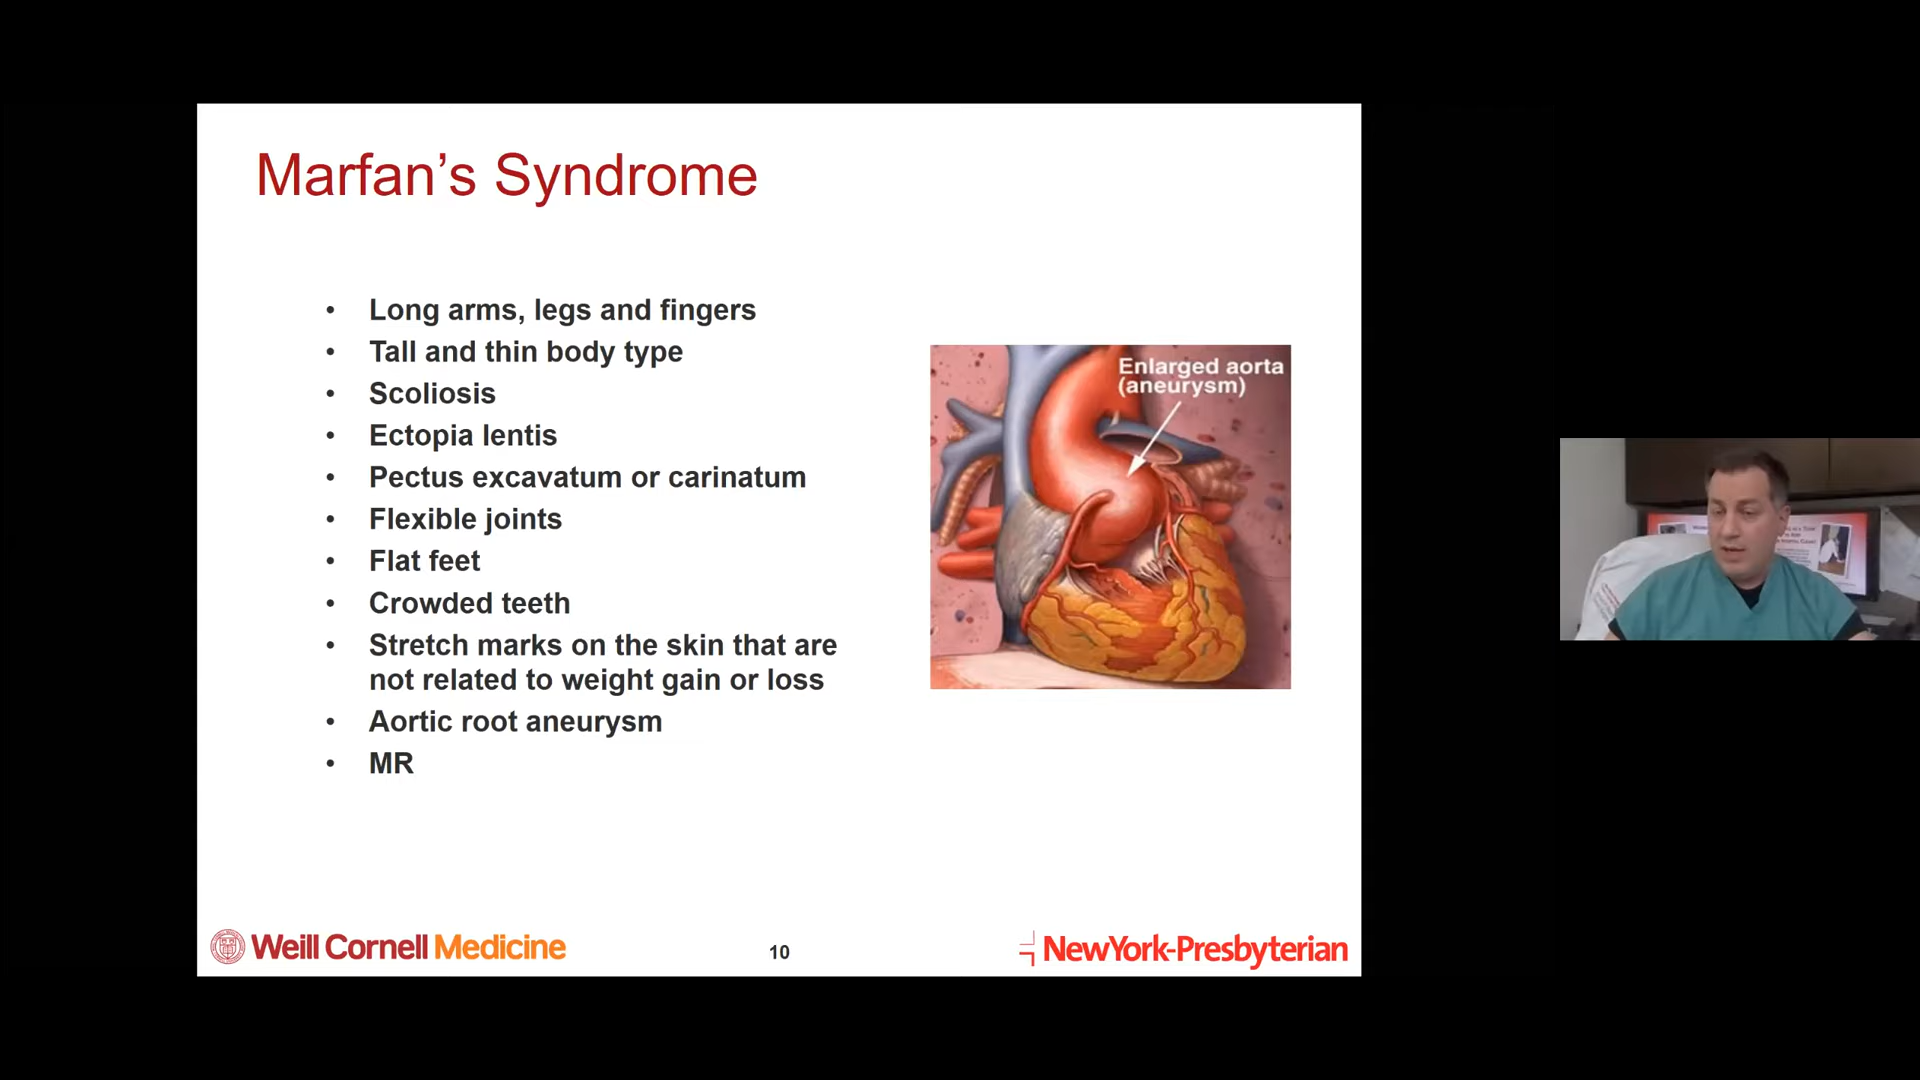 Marfan’s Syndrome
• Long arms, legs and fingers
• Tall and thin body type
• Scoliosis
• Ectopia lentis
• Pectus excavatum or carinatum
• Flexible joints
• Flat feet
• Crowded teeth
• Stretch marks on the skin that are
not related to weight gain or loss
• Aortic root aneurysm
• MR
Enlarged aorta
(aneurysm)
Weill Cornell Medicine
10
NewYork-Presbyterian